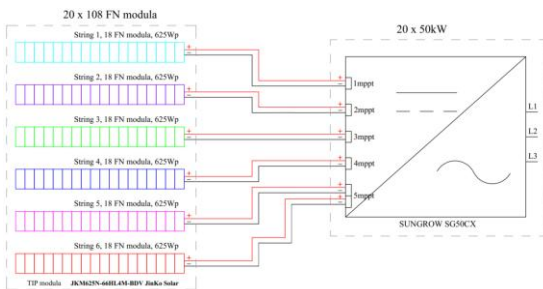 20 x 108 FN modula
20 x 50kW
String 1, 18 FN modula, 625Wp
+
−
String 2, 18 FN modula, 625Wp
+
−
String 3, 18 FN modula, 625Wp
+
−
String 4, 18 FN modula, 625Wp
+
−
String 5, 18 FN modula, 625Wp
+
−
String 6, 18 FN modula, 625Wp
+
−
+
−
1mppt
+
−
2mppt
+
−
3mppt
+
−
4mppt
+
−
+
−
5mppt
L1
L2
L3
SUNGROW SG50CX
TIP modula JKM625N-66HL4M-BDV JinKo Solar